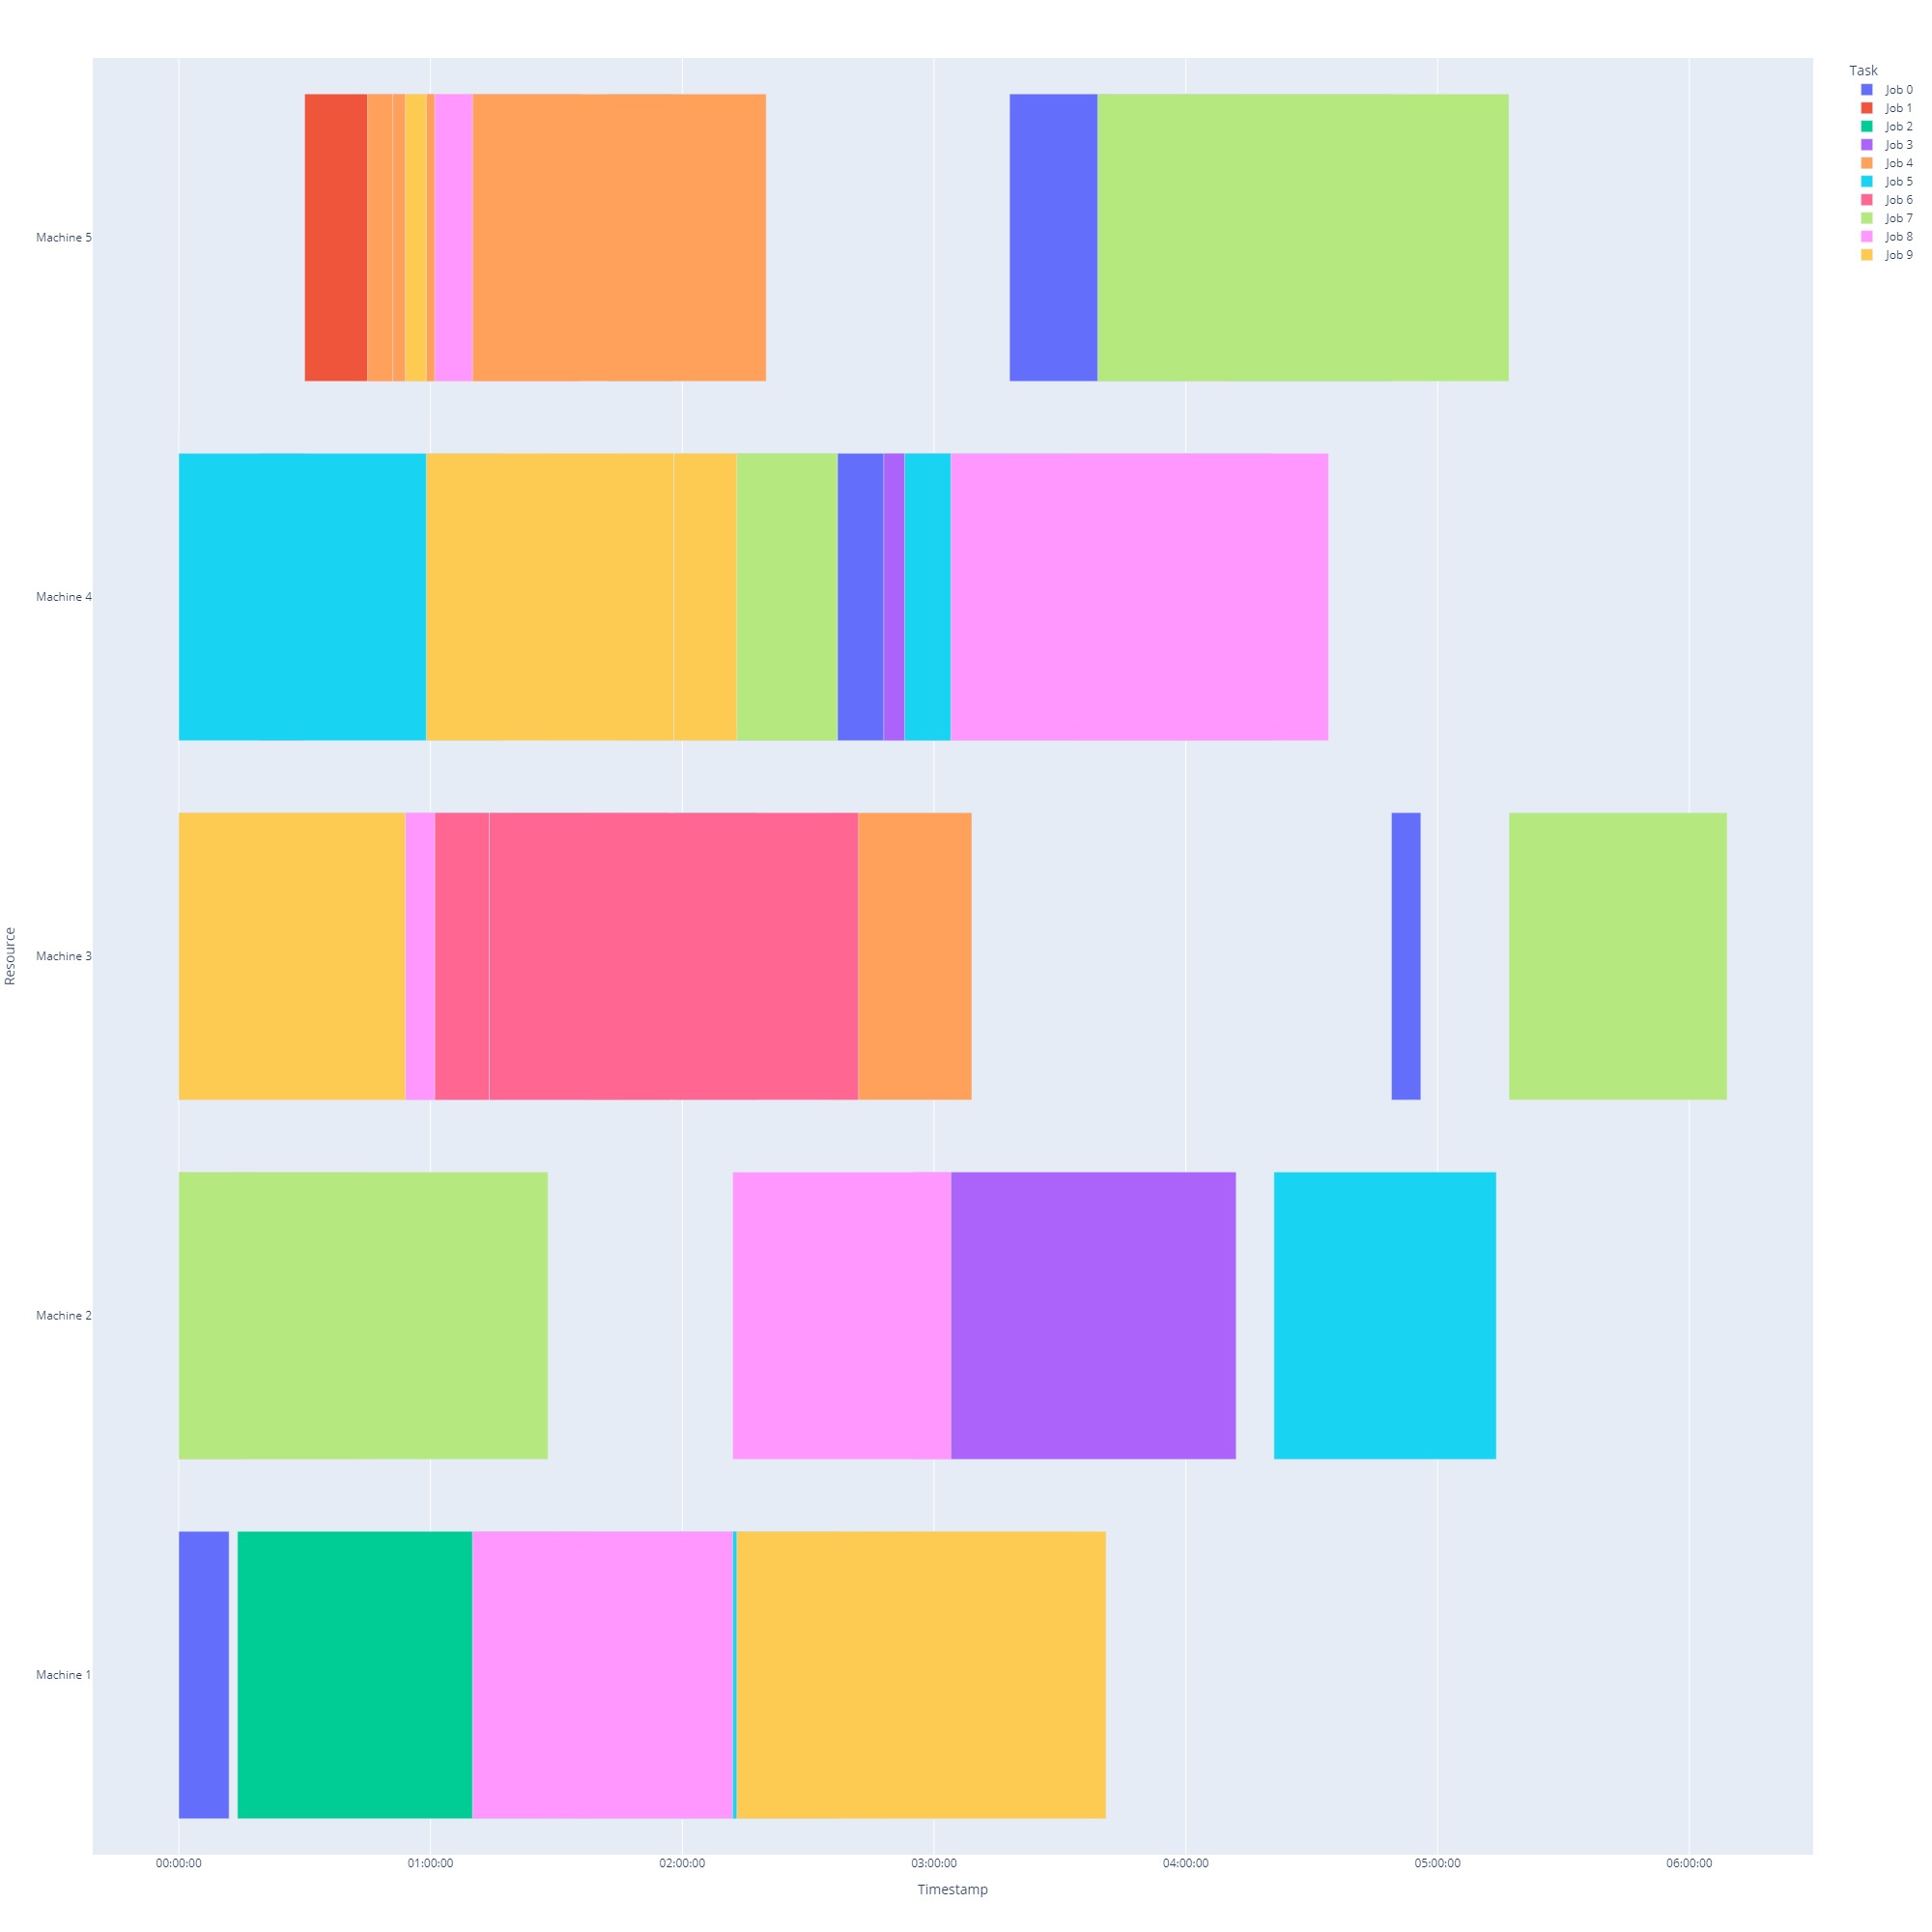 Task
Job 0
Job 1
Job 2
Job 3
Job 4
Job 5
Job 6
Job 7
Job 8
Job 9
Machine 5
Machine 4
Machine 3
Machine 2
Machine 1
Resource
00:00:00 01:00:00 02:00:00 03:00:00 04:00:00 05:00:00 06:00:00
Timestamp